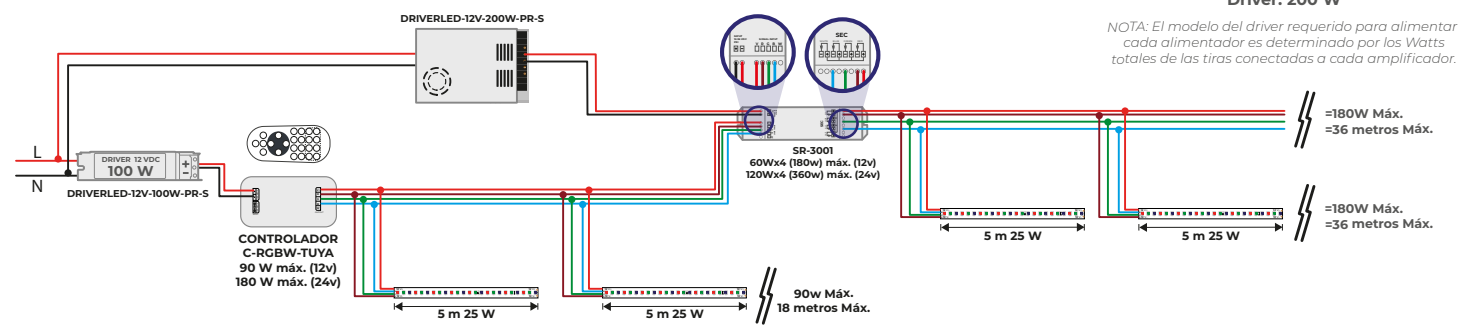 Driver: 200 W
NOTA: El modelo del driver requerido para alimentar
cada alimentador es determinado por los Watts
totales de las tiras conectadas a cada amplificador.
DRIVERLED-12V-200W-PR-S
SEC
=180W Máx.
=36 metros Máx.
SR-3001
60Wx4 (180w) máx. (12v)
120Wx4 (360w) máx. (24v)
L
N
DRIVER 12 VDC
100 W
+
-
DRIVERLED-12V-100W-PR-S
CONTROLADOR
C-RGBW-TUYA
90 W máx. (12v)
180 W máx. (24v)
5 m 25 W
5 m 25 W
=180W Máx.
=36 metros Máx.
5 m 25 W
5 m 25 W
90w Máx.
18 metros Máx.